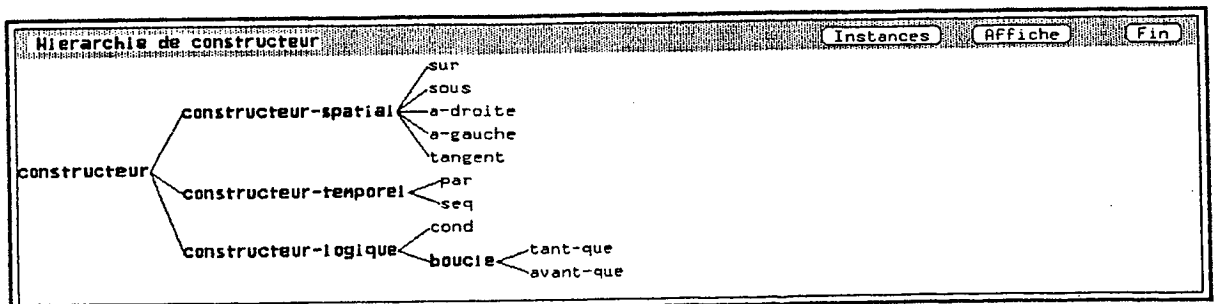 Hierarchie de constructeur Instances Affiche Fin
sur
sous
constructeur-spatial a-droite
a-gauche
tangent
constructeur
par
constructeur-temporel
seq
cond
constructeur-logique tant-que
boucle
avant-que